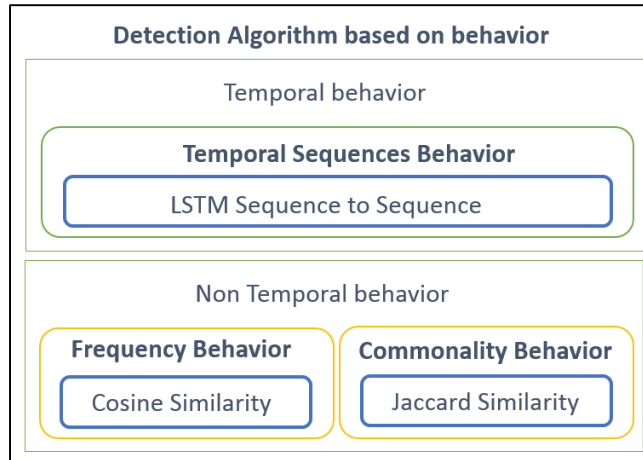 Detection Algorithm based on behavior
Temporal behavior
Temporal Sequences Behavior
LSTM Sequence to Sequence
Non Temporal behavior
Frequency Behavior
Cosine Similarity
Commonality Behavior
Jaccard Similarity